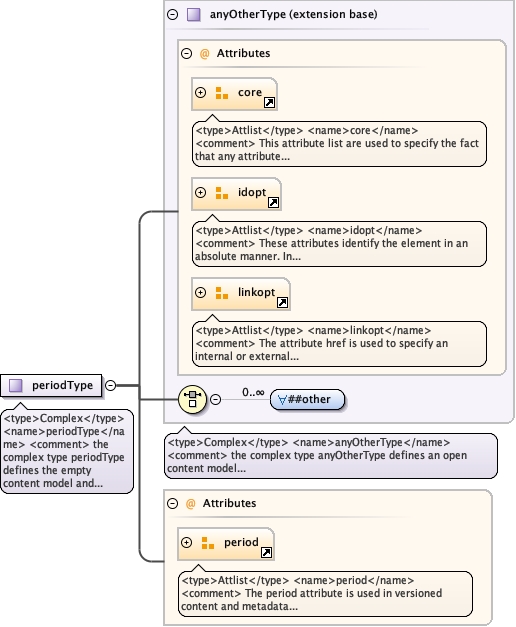 anyOtherType (extension base)
@ Attributes
core
<type>Attlist</type> <name>core</name>
<comment> This attribute list are used to specify the fact
that any attribute...
idopt
<type>Attlist</type> <name>idopt</name>
<comment> These attributes identify the element in an
absolute manner. In...
linkopt
<type>Attlist</type> <name>linkopt</name>
<comment> The attribute href is used to specify an
internal or external...
periodType
<type>Complex</type>
<name>periodType</na
me> <comment> the
complex type periodType
defines the empty
content model and...
0..∞
∀##other
<type>Complex</type> <name>anyOtherType</name>
<comment> the complex type anyOtherType defines an open
content model...
@ Attributes
period
<type>Attlist</type> <name>period</name>
<comment> The period attribute is used in versioned
content and metadata...